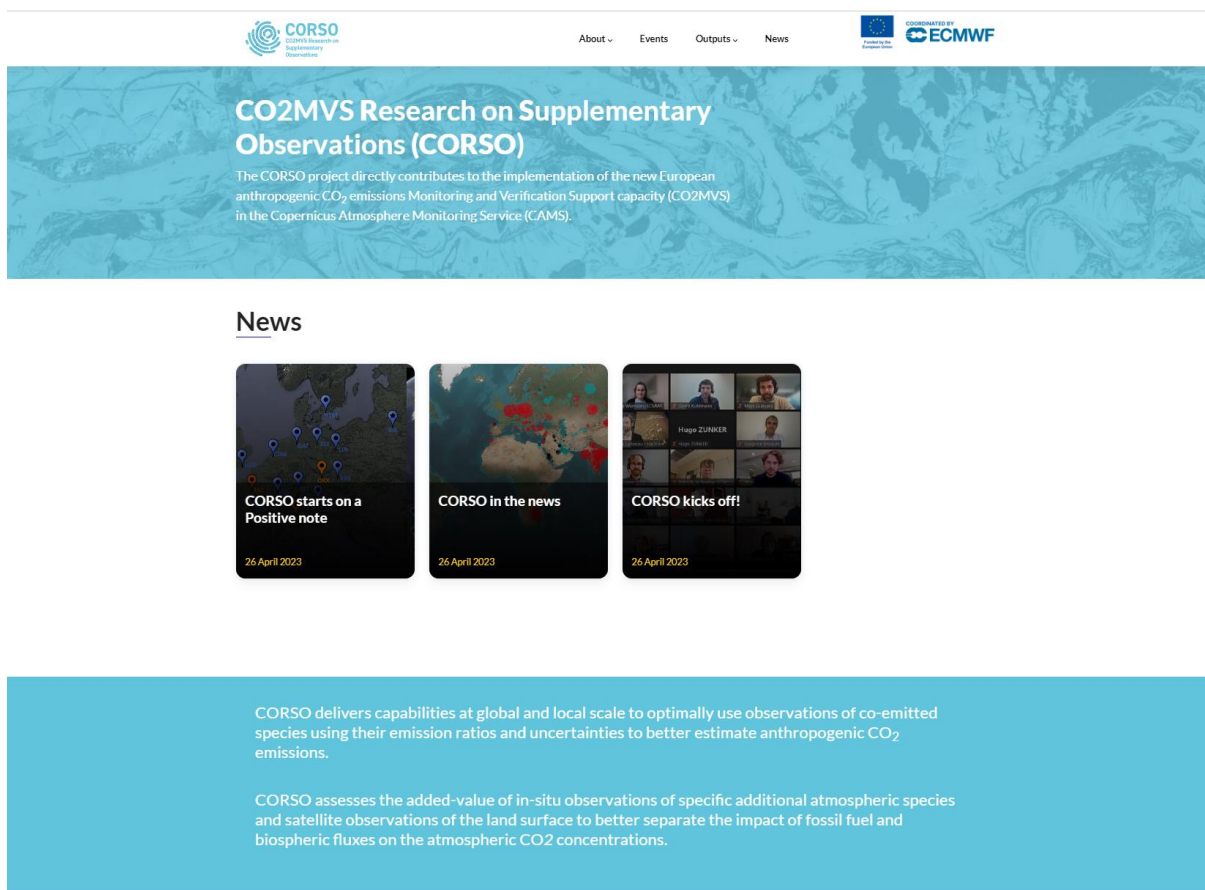 CORSO
CO2MVS Research on
Supplementary
Observations
About
Events
Outputs
News
Funded by the
European Union
COORDINATED BY
ECMWF
CO2MVS Research on Supplementary
Observations (CORSO)
The CORSO project directly contributes to the implementation of the new European
anthropogenic CO₂ emissions Monitoring and Verification Support capacity (CO2MVS)
in the Copernicus Atmosphere Monitoring Service (CAMS).
News
CORSO starts on a
Positive note
26 April 2023
CORSO in the news
26 April 2023
Hugo ZUNKER
Hugo ZUNKER
CORSO kicks off!
26 April 2023
CORSO delivers capabilities at global and local scale to optimally use observations of co-emitted
species using their emission ratios and uncertainties to better estimate anthropogenic CO₂
emissions.
CORSO assesses the added-value of in-situ observations of specific additional atmospheric species
and satellite observations of the land surface to better separate the impact of fossil fuel and
biospheric fluxes on the atmospheric CO2 concentrations.